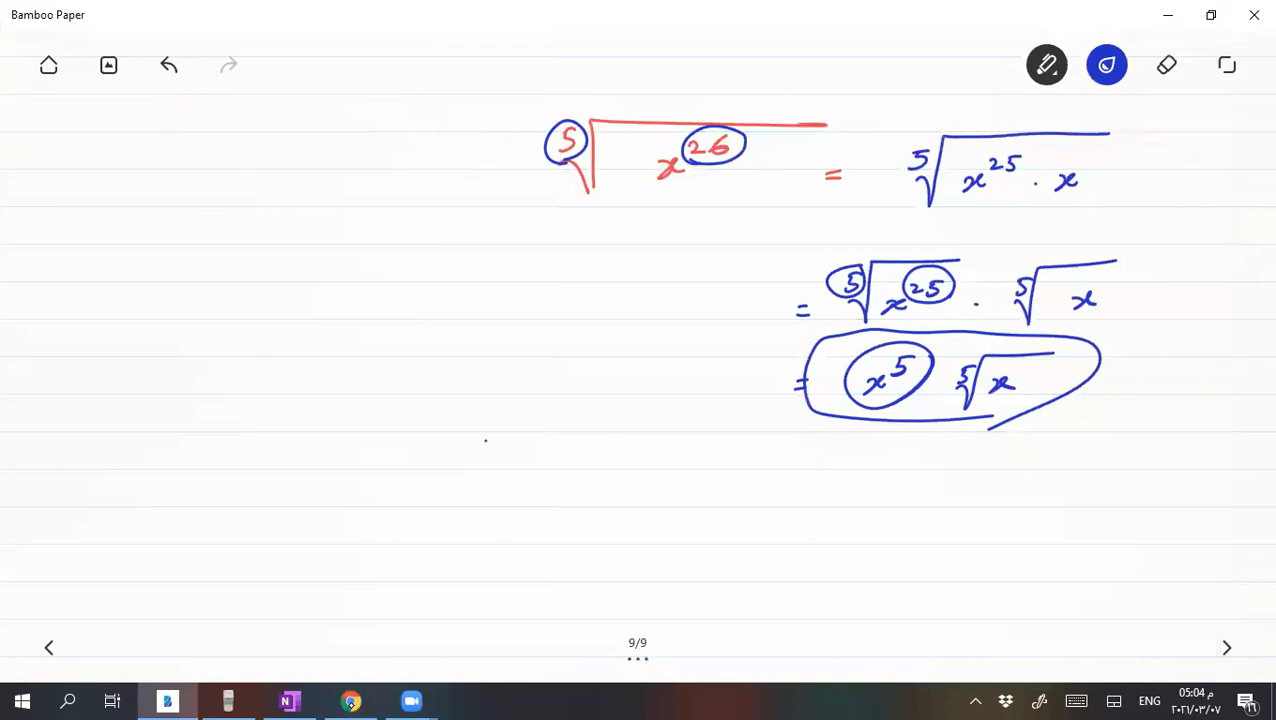 Bamboo Paper
⁵√x²⁶ = ⁵√x²⁵ · x
= ⁵√x²⁵ · ⁵√x
= x⁵ ⁵√x
9/9
ENG
05:04 م
٢٠٢١/٠٣/٠٧